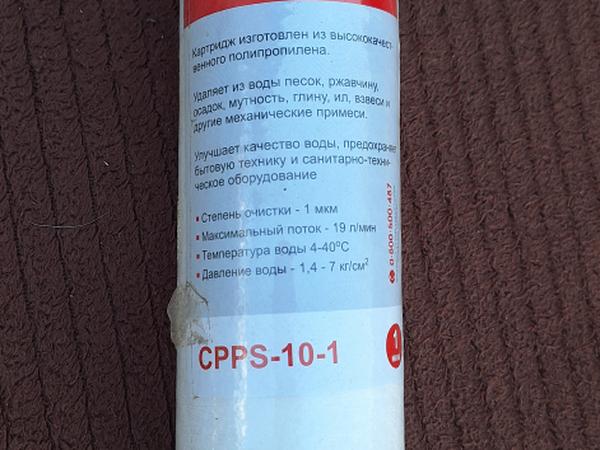 Картридж изготовлен из высококачест-
венного полипропилена.
Удаляет из воды песок, ржавчину,
осадок, мутность, глину, ил, взвеси и
другие механические примеси.
Улучшает качество воды, предохраняет
бытовую технику и санитарно-техни-
ческое оборудование
▪ Степень очистки - 1 мкм
▪ Максимальный поток - 19 л/мин
▪ Температура воды 4-40°C
▪ Давление воды - 1,4 - 7 кг/см²
0-800-500-487
CPPS-10-1
1